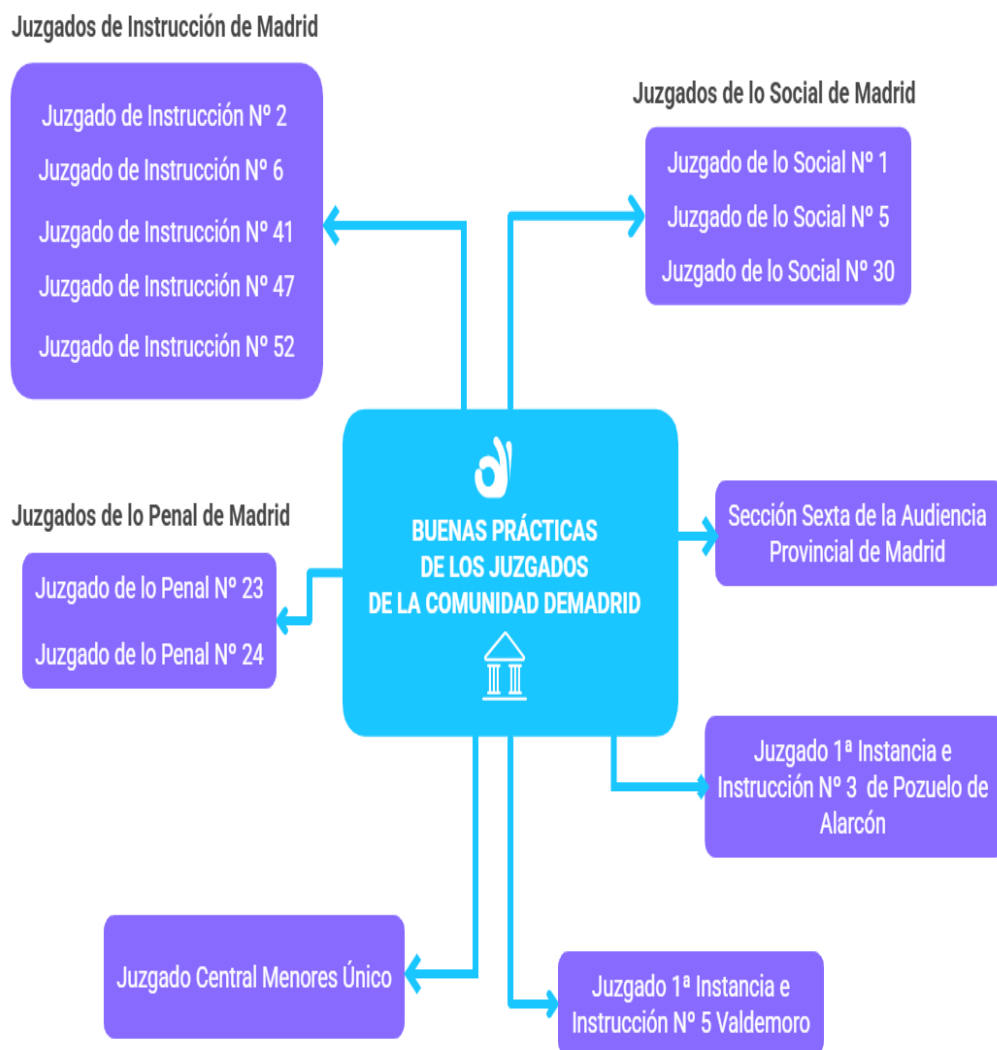 Juzgados de Instrucción de Madrid
Juzgado de Instrucción Nº 2
Juzgado de Instrucción Nº 6
Juzgado de Instrucción Nº 41
Juzgado de Instrucción Nº 47
Juzgado de Instrucción Nº 52
Juzgados de lo Social de Madrid
Juzgado de lo Social Nº 1
Juzgado de lo Social Nº 5
Juzgado de lo Social Nº 30
BUENAS PRÁCTICAS
DE LOS JUZGADOS
DE LA COMUNIDAD DEMADRID
Juzgados de lo Penal de Madrid
Juzgado de lo Penal Nº 23
Juzgado de lo Penal Nº 24
Sección Sexta de la Audiencia
Provincial de Madrid
Juzgado 1ª Instancia e
Instrucción Nº 3 de Pozuelo de
Alarcón
Juzgado Central Menores Único
Juzgado 1ª Instancia e
Instrucción Nº 5 Valdemoro